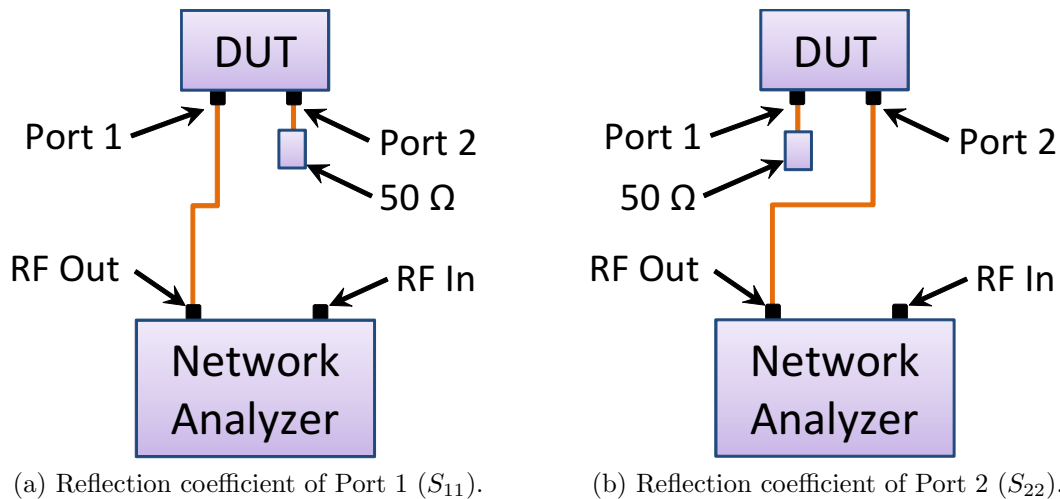 DUT
Port 1
Port 2
50 Ω
RF Out
RF In
Network
Analyzer
(a) Reflection coefficient of Port 1 (S11).
DUT
Port 1
Port 2
50 Ω
RF Out
RF In
Network
Analyzer
(b) Reflection coefficient of Port 2 (S22).